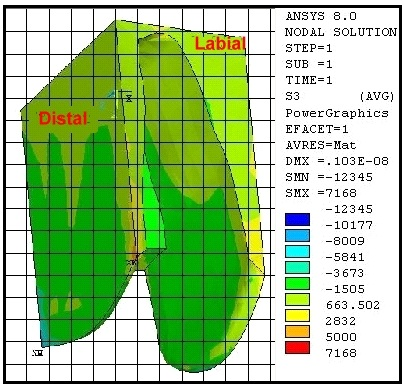 ANSYS 8.0
NODAL SOLUTION
STEP=1
SUB =1
TIME=1
S3 (AVG)
PowerGraphics
EFACET=1
AVRES=Mat
DMX =.103E-08
SMN =-12345
SMX =7168
-12345
-10177
-8009
-5841
-3673
-1505
663.502
2832
5000
7168
Labial
Distal